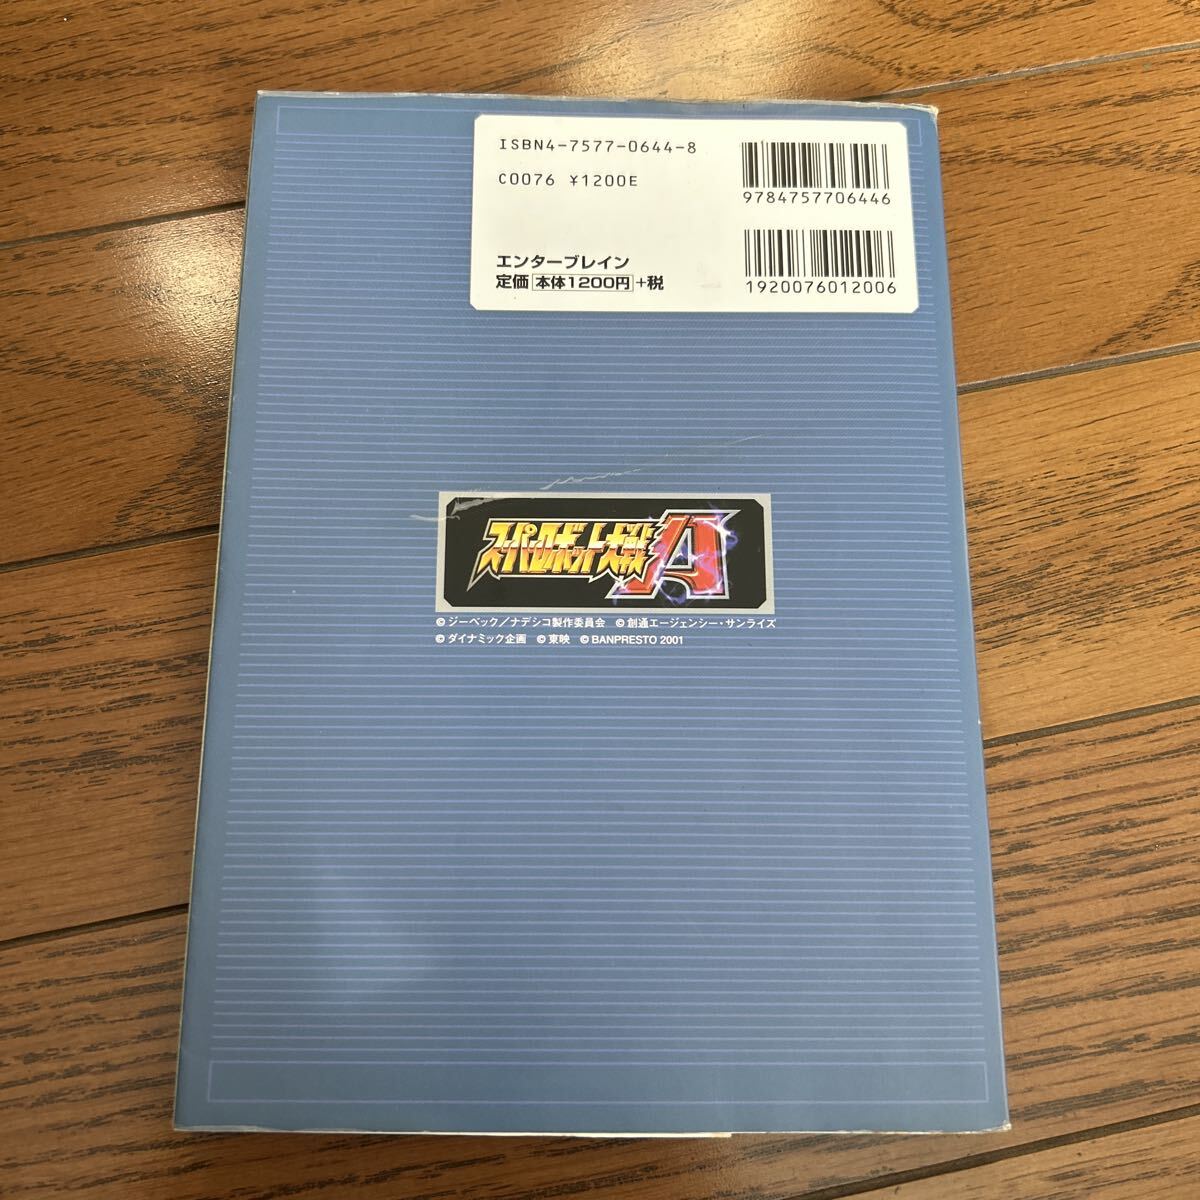 ISBN4-7577-0644-8
C0076 ¥1200E
9784757706446
エンターブレイン
定価 本体1200円 +税
1920076012006
スーパーロボット大戦A
© ジーベック／ナデシコ製作委員会 © 創通エージェンシー・サンライズ
© ダイナミック企画 © 東映 © BANPRESTO 2001